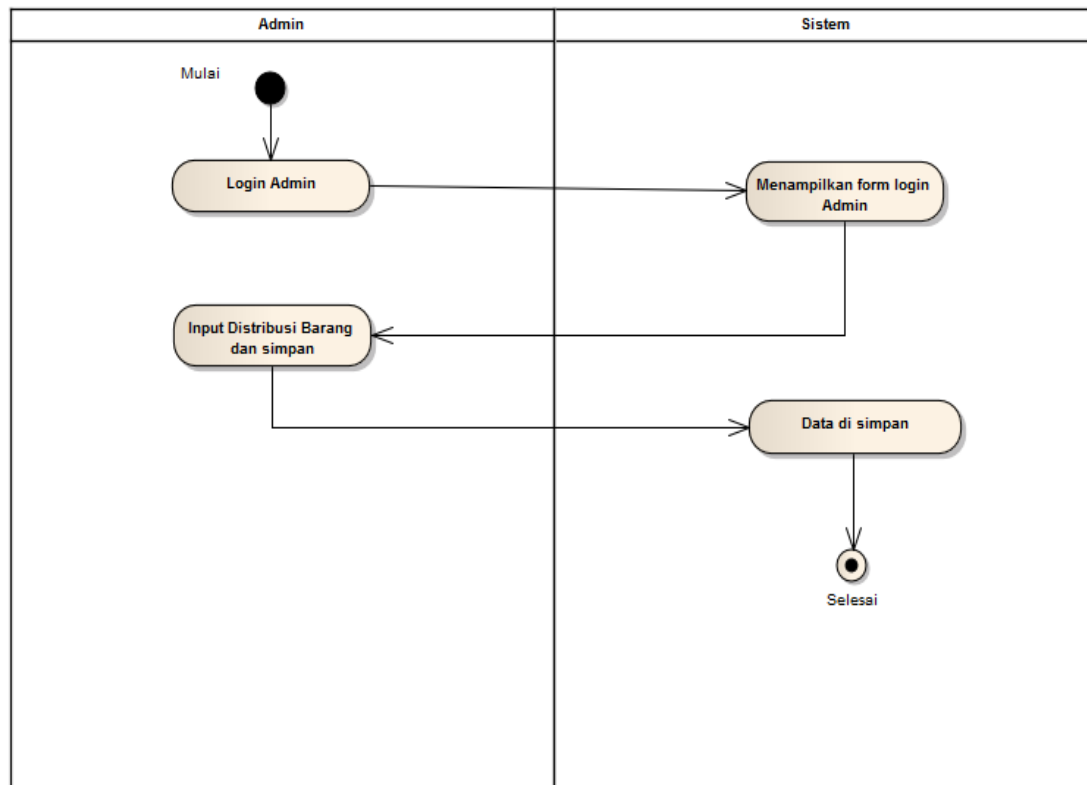 Admin
Sistem
Mulai
Login Admin
Menampilkan form login
Admin
Input Distribusi Barang
dan simpan
Data di simpan
Selesai